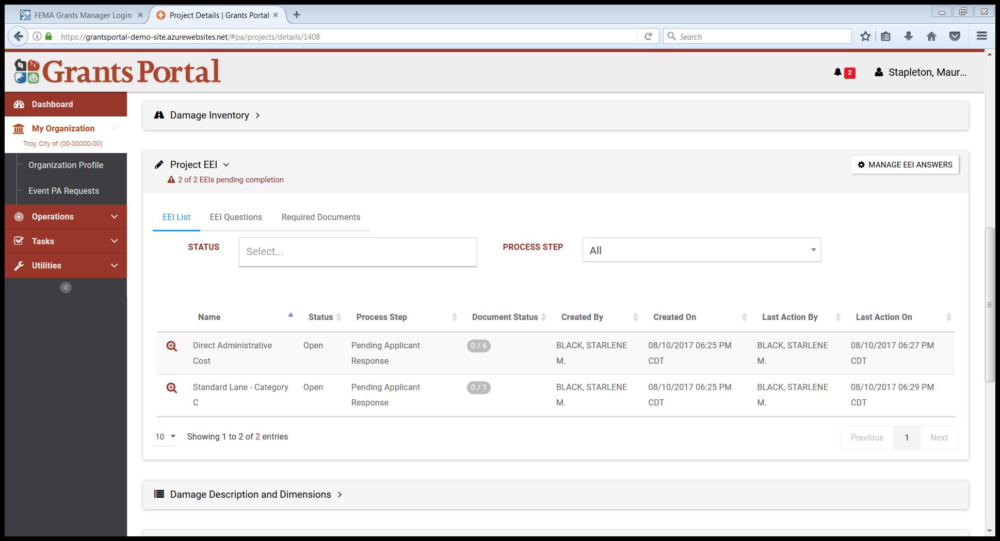 FEMA Grants Manager Login
Project Details | Grants Portal
https://grantsportal-demo-site.azurewebsites.net/#pa/projects/details/1408
Search
Grants Portal
2
Stapleton, Maur...
Dashboard
My Organization
Troy, City of (00-00000-00)
Organization Profile
Event PA Requests
Operations
Tasks
Utilities
Damage Inventory
Project EEI
2 of 2 EEIs pending completion
MANAGE EEI ANSWERS
EEI List EEI Questions Required Documents
STATUS Select... PROCESS STEP All
Name Status Process Step Document Status Created By Created On Last Action By Last Action On
Direct Administrative Open Pending Applicant 0 / 6 BLACK, STARLENE 08/10/2017 06:25 PM BLACK, STARLENE 08/10/2017 06:27 PM
Cost Response M. CDT M. CDT
Standard Lane - Category Open Pending Applicant 0 / 1 BLACK, STARLENE 08/10/2017 06:25 PM BLACK, STARLENE 08/10/2017 06:29 PM
C Response M. CDT M. CDT
10 Showing 1 to 2 of 2 entries Previous 1 Next
Damage Description and Dimensions